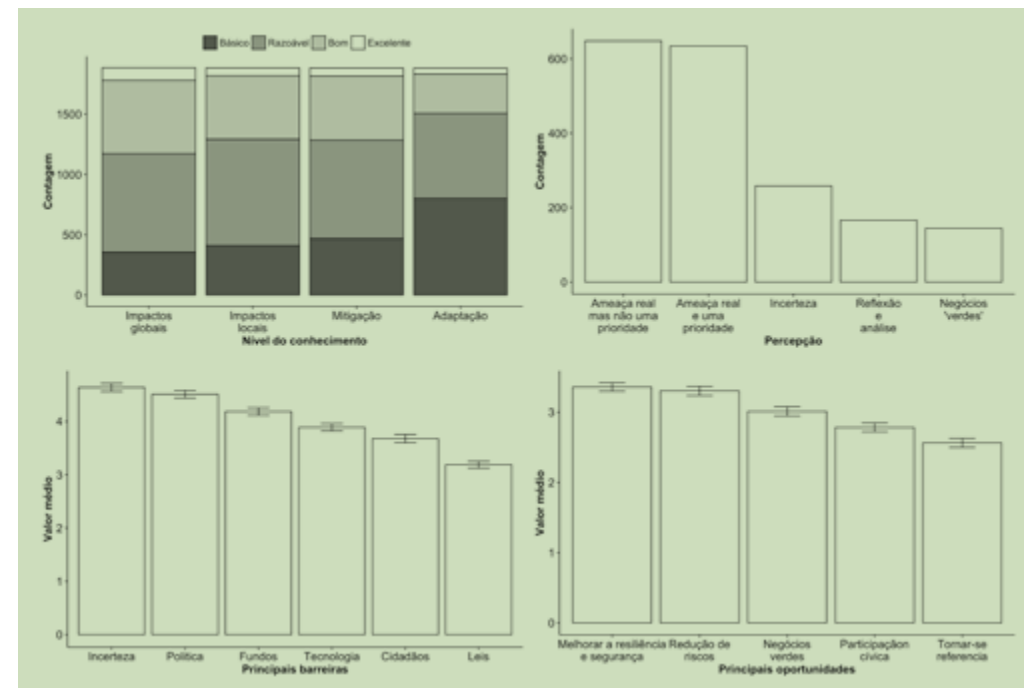 Básico Razoável Bom Excelente
Contagem
1500
1000
500
0
Impactos globais
Impactos locais
Mitigação
Adaptação
Nível do conhecimento
Contagem
600
400
200
0
Ameaça real mas não uma prioridade
Ameaça real e uma prioridade
Incerteza
Reflexão e análise
Negócios 'verdes'
Percepção
Valor médio
4
3
2
1
0
Incerteza
Política
Fundos
Tecnologia
Cidadãos
Leis
Principais barreiras
Valor médio
3
2
1
0
Melhorar a resiliência e segurança
Redução de riscos
Negócios verdes
Participaçãon cívica
Tornar-se referencia
Principais oportunidades